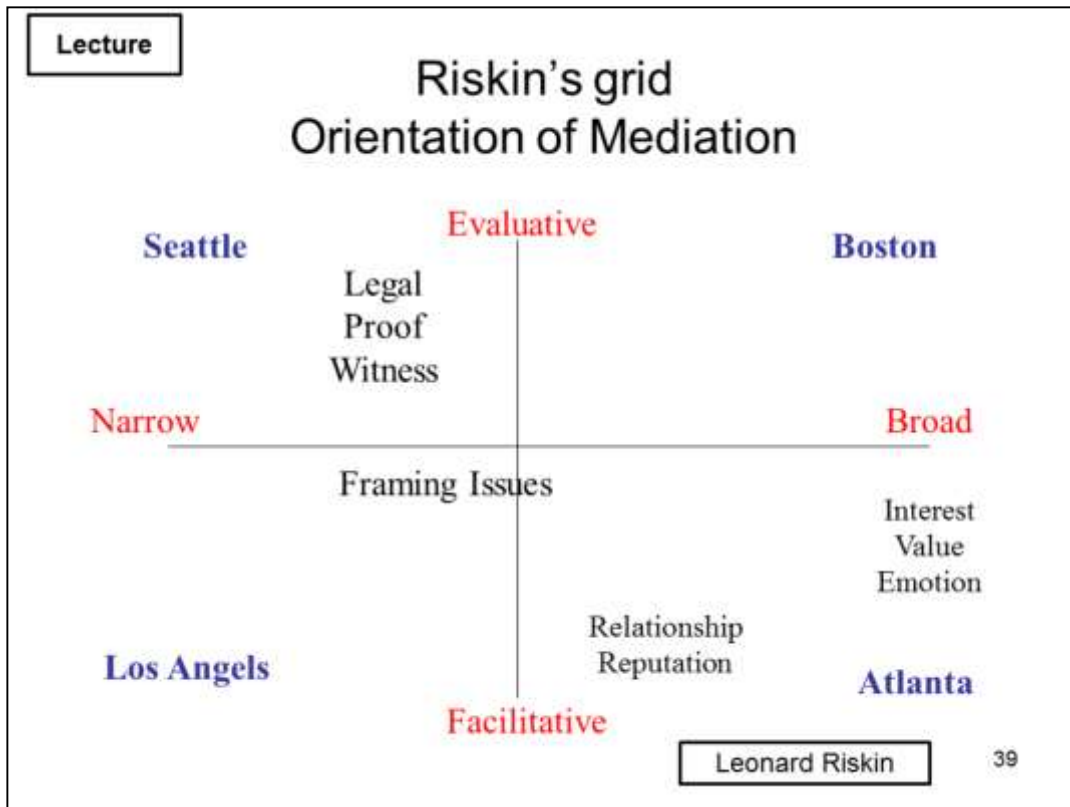 Lecture
Riskin's grid
Orientation of Mediation
Evaluative
Seattle
Boston
Legal
Proof
Witness
Narrow
Broad
Framing Issues
Interest
Value
Emotion
Relationship
Reputation
Los Angels
Atlanta
Facilitative
Leonard Riskin
39